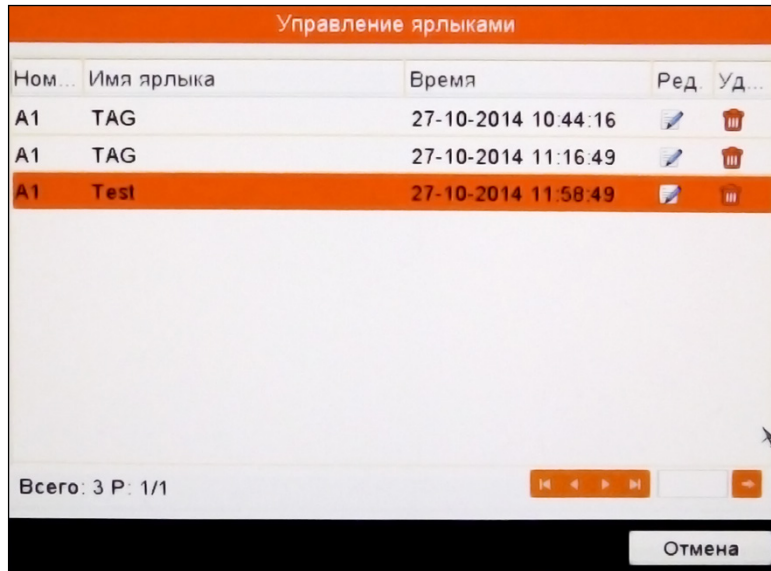 Управление ярлыками
Ном... Имя ярлыка Время Ред. Уд...
A1 TAG 27-10-2014 10:44:16
A1 TAG 27-10-2014 11:16:49
A1 Test 27-10-2014 11:58:49
Всего: 3 P: 1/1
Отмена